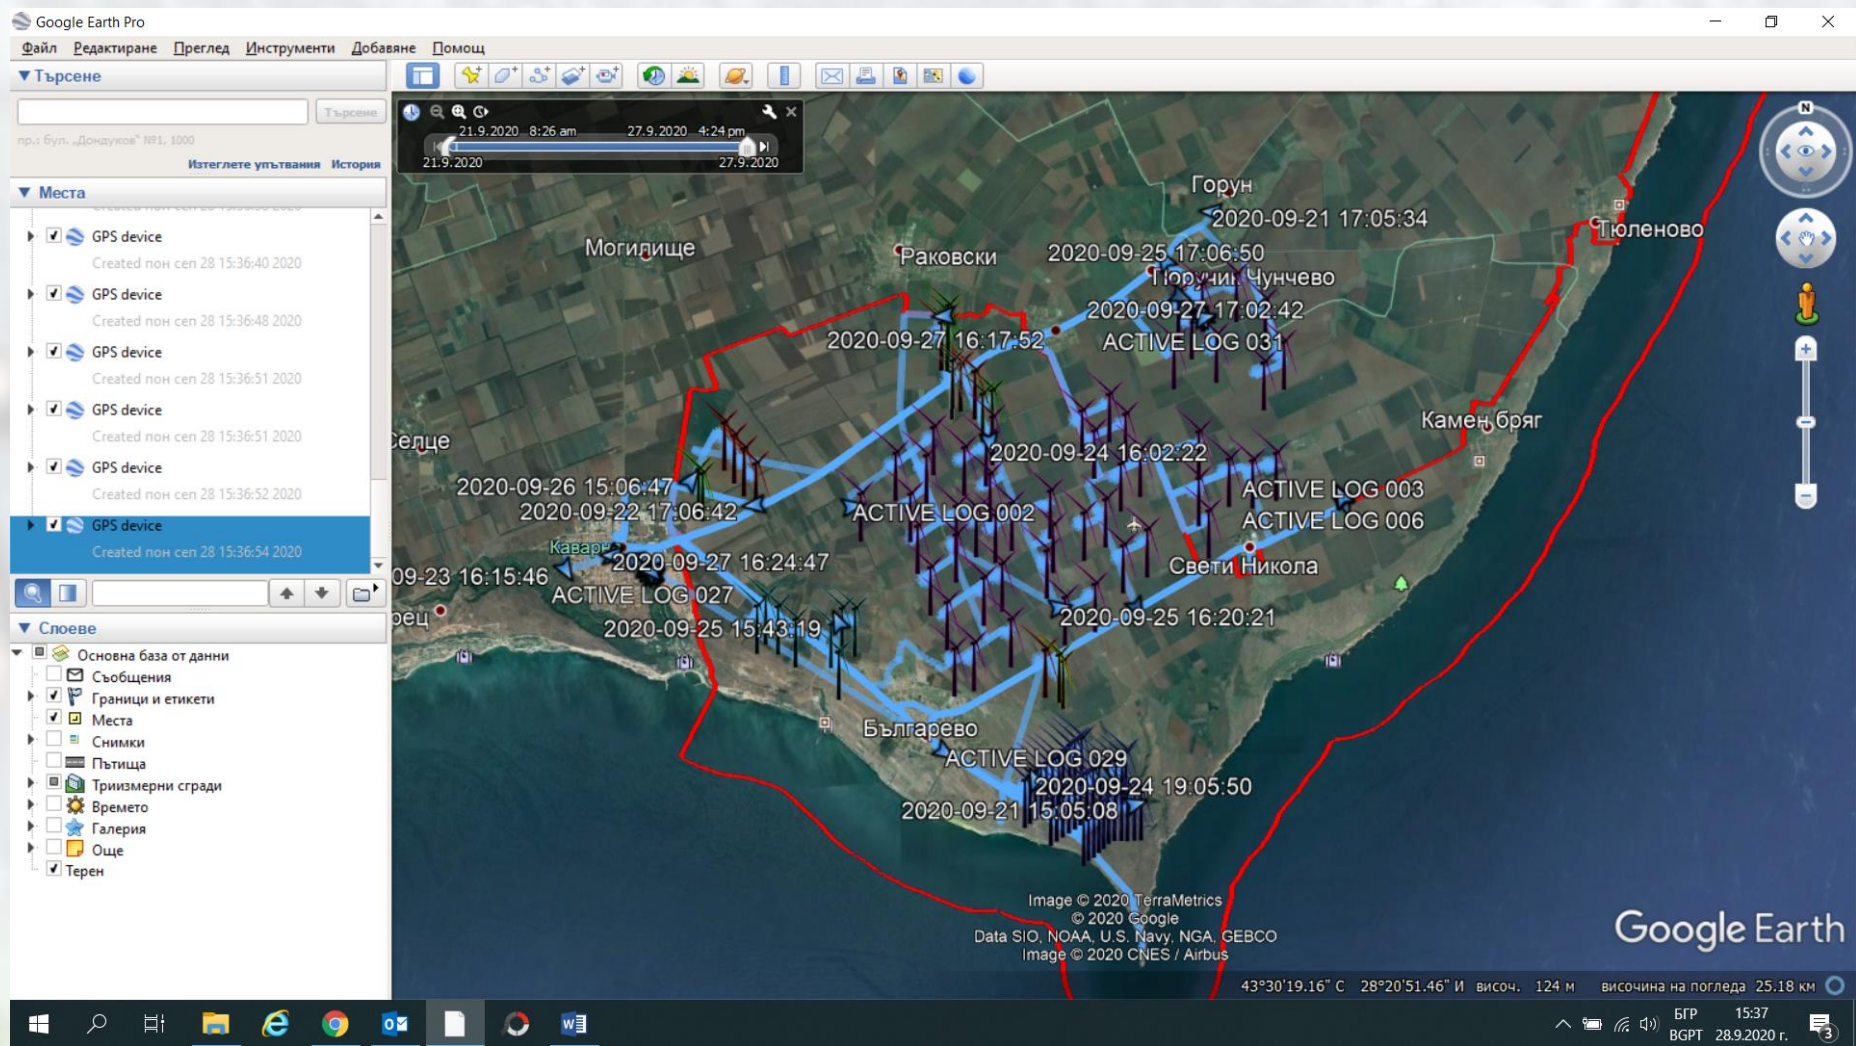 Google Earth Pro
Файл Редактиране Преглед Инструменти Добавяне Помощ
Търсене
Търсене
пр.: бул. „Дондуков" №1, 1000
Изтеглете упътвания История
Места
GPS device
Created пон сеп 28 15:36:40 2020
GPS device
Created пон сеп 28 15:36:48 2020
GPS device
Created пон сеп 28 15:36:51 2020
GPS device
Created пон сеп 28 15:36:51 2020
GPS device
Created пон сеп 28 15:36:52 2020
GPS device
Created пон сеп 28 15:36:54 2020
Слоеве
Основна база от данни
Съобщения
Граници и етикети
Места
Снимки
Пътища
Триизмерни сгради
Времето
Галерия
Още
Терен
21.9.2020 8:26 am 27.9.2020 4:24 pm
21.9.2020 27.9.2020
N
Горун
2020-09-21 17:05:34
Тюленово
Могилище
Раковски
2020-09-25 17:06:50
Поручик Чунчево
2020-09-27 17:02:42
2020-09-27 16:17:52
ACTIVE LOG 031
Камен бряг
Селце
2020-09-24 16:02:22
2020-09-26 15:06:47
ACTIVE LOG 003
2020-09-22 17:06:42
ACTIVE LOG 002
ACTIVE LOG 006
Каварн
2020-09-27 16:24:47
Свети Никола
09-23 16:15:46
ACTIVE LOG 027
рец
2020-09-25 16:20:21
2020-09-25 15:43:19
Българево
ACTIVE LOG 029
2020-09-24 19:05:50
2020-09-21 15:05:08
Image © 2020 TerraMetrics
© 2020 Google
Data SIO, NOAA, U.S. Navy, NGA, GEBCO
Image © 2020 CNES / Airbus
Google Earth
43°30'19.16" С 28°20'51.46" И височ. 124 м височина на погледа 25.18 км
БГР 15:37
BGPT 28.9.2020 г.
3